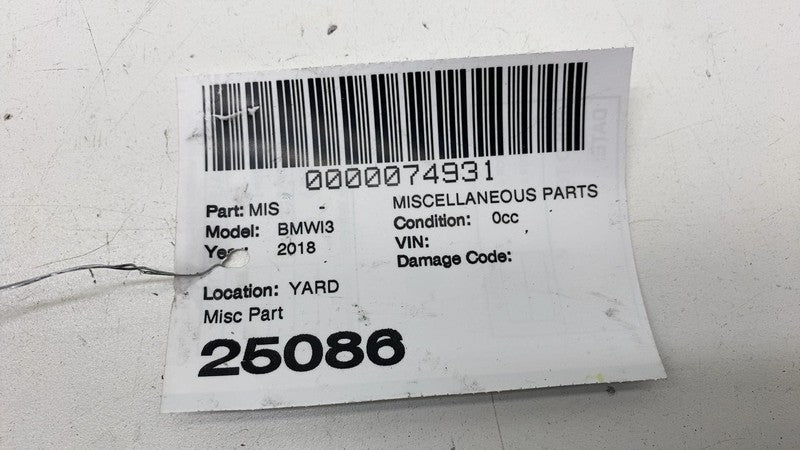 0000074931
Part: MIS - MISCELLANEOUS PARTS
Model: BMWI3 Condition: 0cc
Year: 2018 VIN:
Damage Code:
Location: YARD
Misc Part
25086
DATE